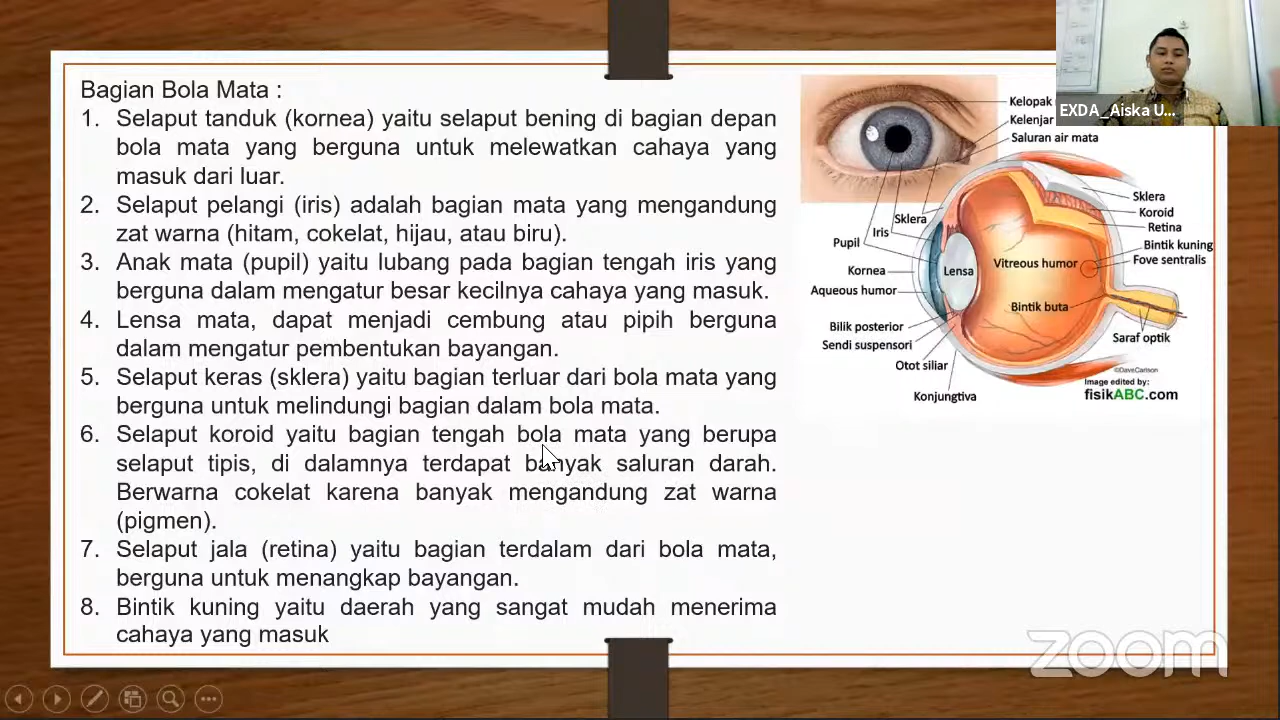 Bagian Bola Mata :
1. Selaput tanduk (kornea) yaitu selaput bening di bagian depan
bola mata yang berguna untuk melewatkan cahaya yang
masuk dari luar.
2. Selaput pelangi (iris) adalah bagian mata yang mengandung
zat warna (hitam, cokelat, hijau, atau biru).
3. Anak mata (pupil) yaitu lubang pada bagian tengah iris yang
berguna dalam mengatur besar kecilnya cahaya yang masuk.
4. Lensa mata, dapat menjadi cembung atau pipih berguna
dalam mengatur pembentukan bayangan.
5. Selaput keras (sklera) yaitu bagian terluar dari bola mata yang
berguna untuk melindungi bagian dalam bola mata.
6. Selaput koroid yaitu bagian tengah bola mata yang berupa
selaput tipis, di dalamnya terdapat banyak saluran darah.
Berwarna cokelat karena banyak mengandung zat warna
(pigmen).
7. Selaput jala (retina) yaitu bagian terdalam dari bola mata,
berguna untuk menangkap bayangan.
8. Bintik kuning yaitu daerah yang sangat mudah menerima
cahaya yang masuk
Kelopak
Kelenjar
Saluran air mata
Sklera
Koroid
Retina
Bintik kuning
Fove sentralis
Sklera
Iris
Pupil
Kornea
Lensa
Vitreous humor
Aqueous humor
Bintik buta
Bilik posterior
Sendi suspensori
Saraf optik
Otot siliar
Konjungtiva
©DaveCarlson
Image edited by:
fisikABC.com
EXDA_Aiska U...
zoom